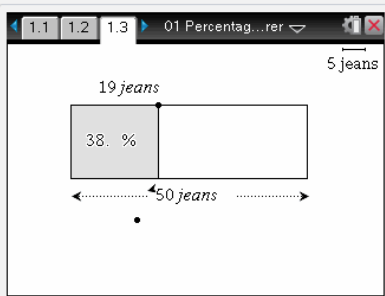 1.1 1.2 1.3 01 Percentag...rer
5 jeans
19 jeans
38. %
50 jeans